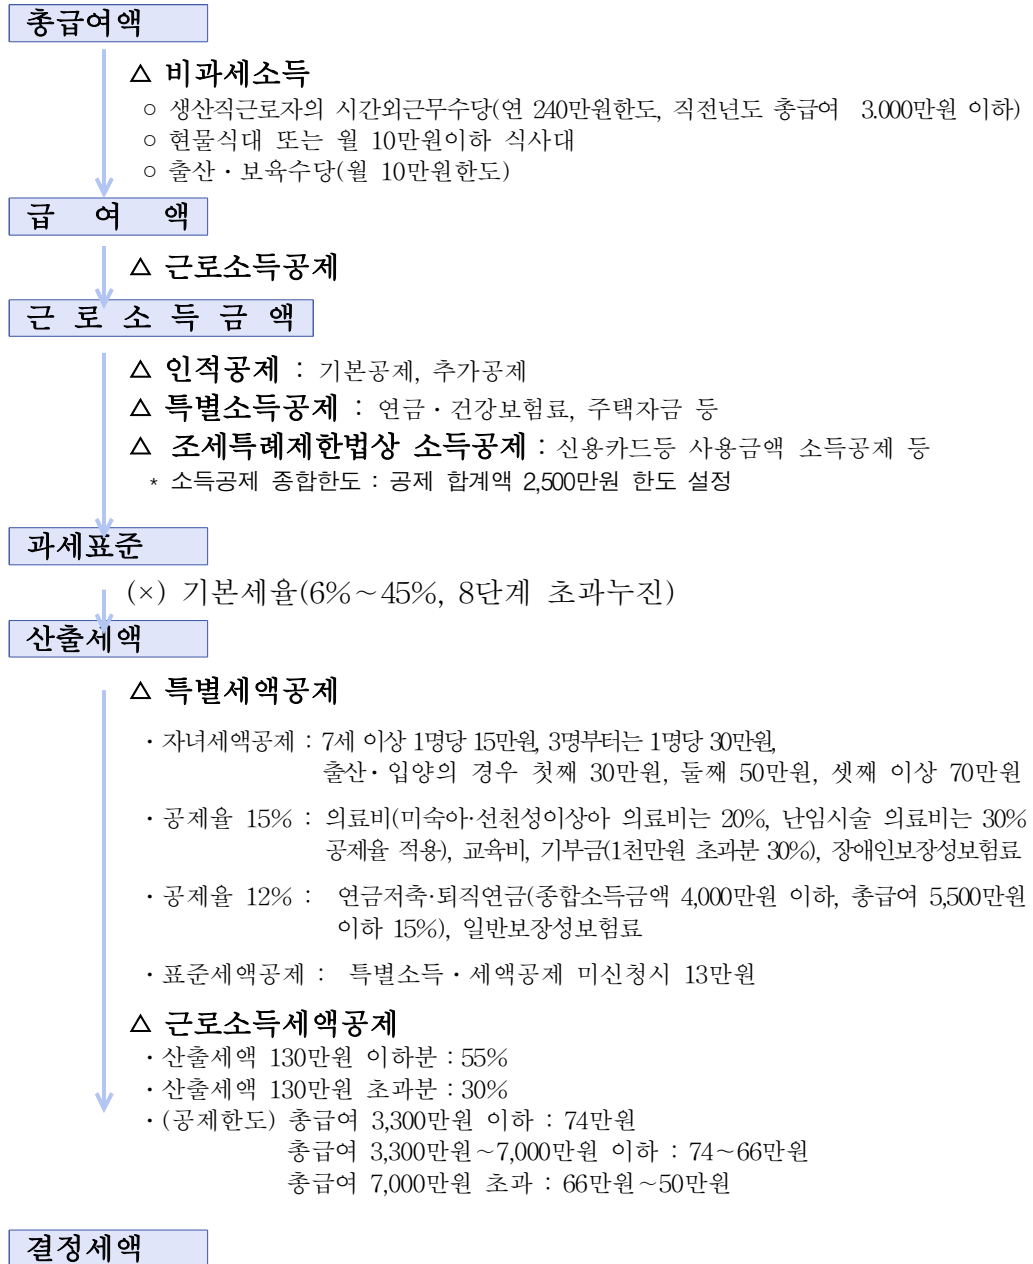 총급여액
△ 비과세소득
ㅇ 생산직근로자의 시간외근무수당(연 240만원한도, 직전년도 총급여 3.000만원 이하)
ㅇ 현물식대 또는 월 10만원이하 식사대
ㅇ 출산·보육수당(월 10만원한도)
급 여 액
△ 근로소득공제
근 로 소 득 금 액
△ 인적공제 : 기본공제, 추가공제
△ 특별소득공제 : 연금·건강보험료, 주택자금 등
△ 조세특례제한법상 소득공제 : 신용카드등 사용금액 소득공제 등
* 소득공제 종합한도 : 공제 합계액 2,500만원 한도 설정
과세표준
(×) 기본세율(6%~45%, 8단계 초과누진)
산출세액
△ 특별세액공제
·자녀세액공제 : 7세 이상 1명당 15만원, 3명부터는 1명당 30만원,
출산·입양의 경우 첫째 30만원, 둘째 50만원, 셋째 이상 70만원
·공제율 15% : 의료비(미숙아·선천성이상아 의료비는 20%, 난임시술 의료비는 30%
공제율 적용), 교육비, 기부금(1천만원 초과분 30%), 장애인보장성보험료
·공제율 12% : 연금저축·퇴직연금(종합소득금액 4,000만원 이하, 총급여 5,500만원
이하 15%), 일반보장성보험료
·표준세액공제 : 특별소득·세액공제 미신청시 13만원
△ 근로소득세액공제
·산출세액 130만원 이하분 : 55%
·산출세액 130만원 초과분 : 30%
·(공제한도) 총급여 3,300만원 이하 : 74만원
총급여 3,300만원~7,000만원 이하 : 74~66만원
총급여 7,000만원 초과 : 66만원~50만원
결정세액